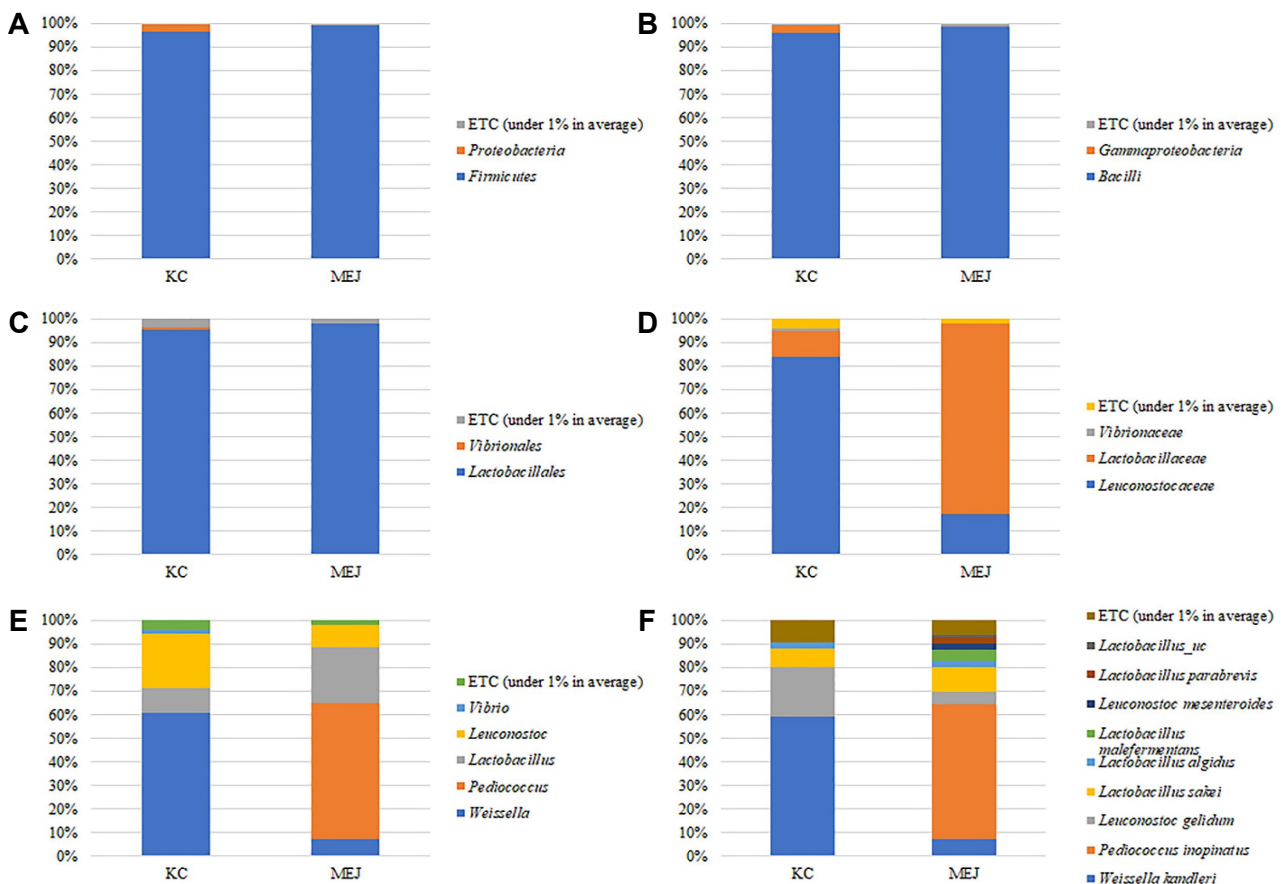 A
100%
90%
80%
70%
60%
50%
40%
30%
20%
10%
0%
KC
MEJ
ETC (under 1% in average)
Proteobacteria
Firmicutes
B
100%
90%
80%
70%
60%
50%
40%
30%
20%
10%
0%
KC
MEJ
ETC (under 1% in average)
Gammaproteobacteria
Bacilli
C
100%
90%
80%
70%
60%
50%
40%
30%
20%
10%
0%
KC
MEJ
ETC (under 1% in average)
Vibrionales
Lactobacillales
D
100%
90%
80%
70%
60%
50%
40%
30%
20%
10%
0%
KC
MEJ
ETC (under 1% in average)
Vibrionaceae
Lactobacillaceae
Leuconostocaceae
E
100%
90%
80%
70%
60%
50%
40%
30%
20%
10%
0%
KC
MEJ
ETC (under 1% in average)
Vibrio
Leuconostoc
Lactobacillus
Pediococcus
Weissella
F
100%
90%
80%
70%
60%
50%
40%
30%
20%
10%
0%
KC
MEJ
ETC (under 1% in average)
Lactobacillus_uc
Lactobacillus parabrevis
Leuconostoc mesenteroides
Lactobacillus
malefermentans
Lactobacillus algidus
Lactobacillus sakei
Leuconostoc gelidum
Pediococcus inopinatus
Weissella kandleri